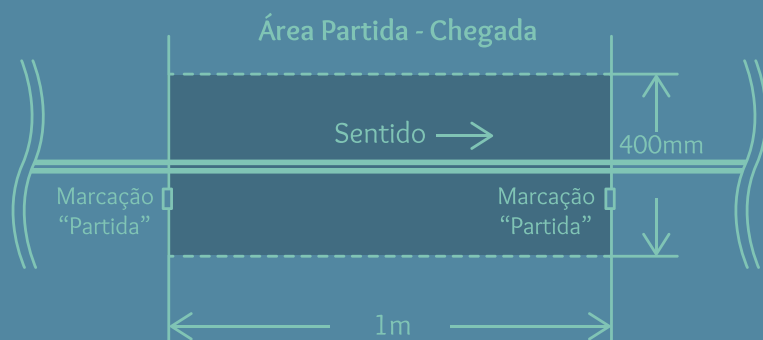 Área Partida - Chegada
Sentido
400mm
Marcação
“Partida”
Marcação
“Partida”
1m